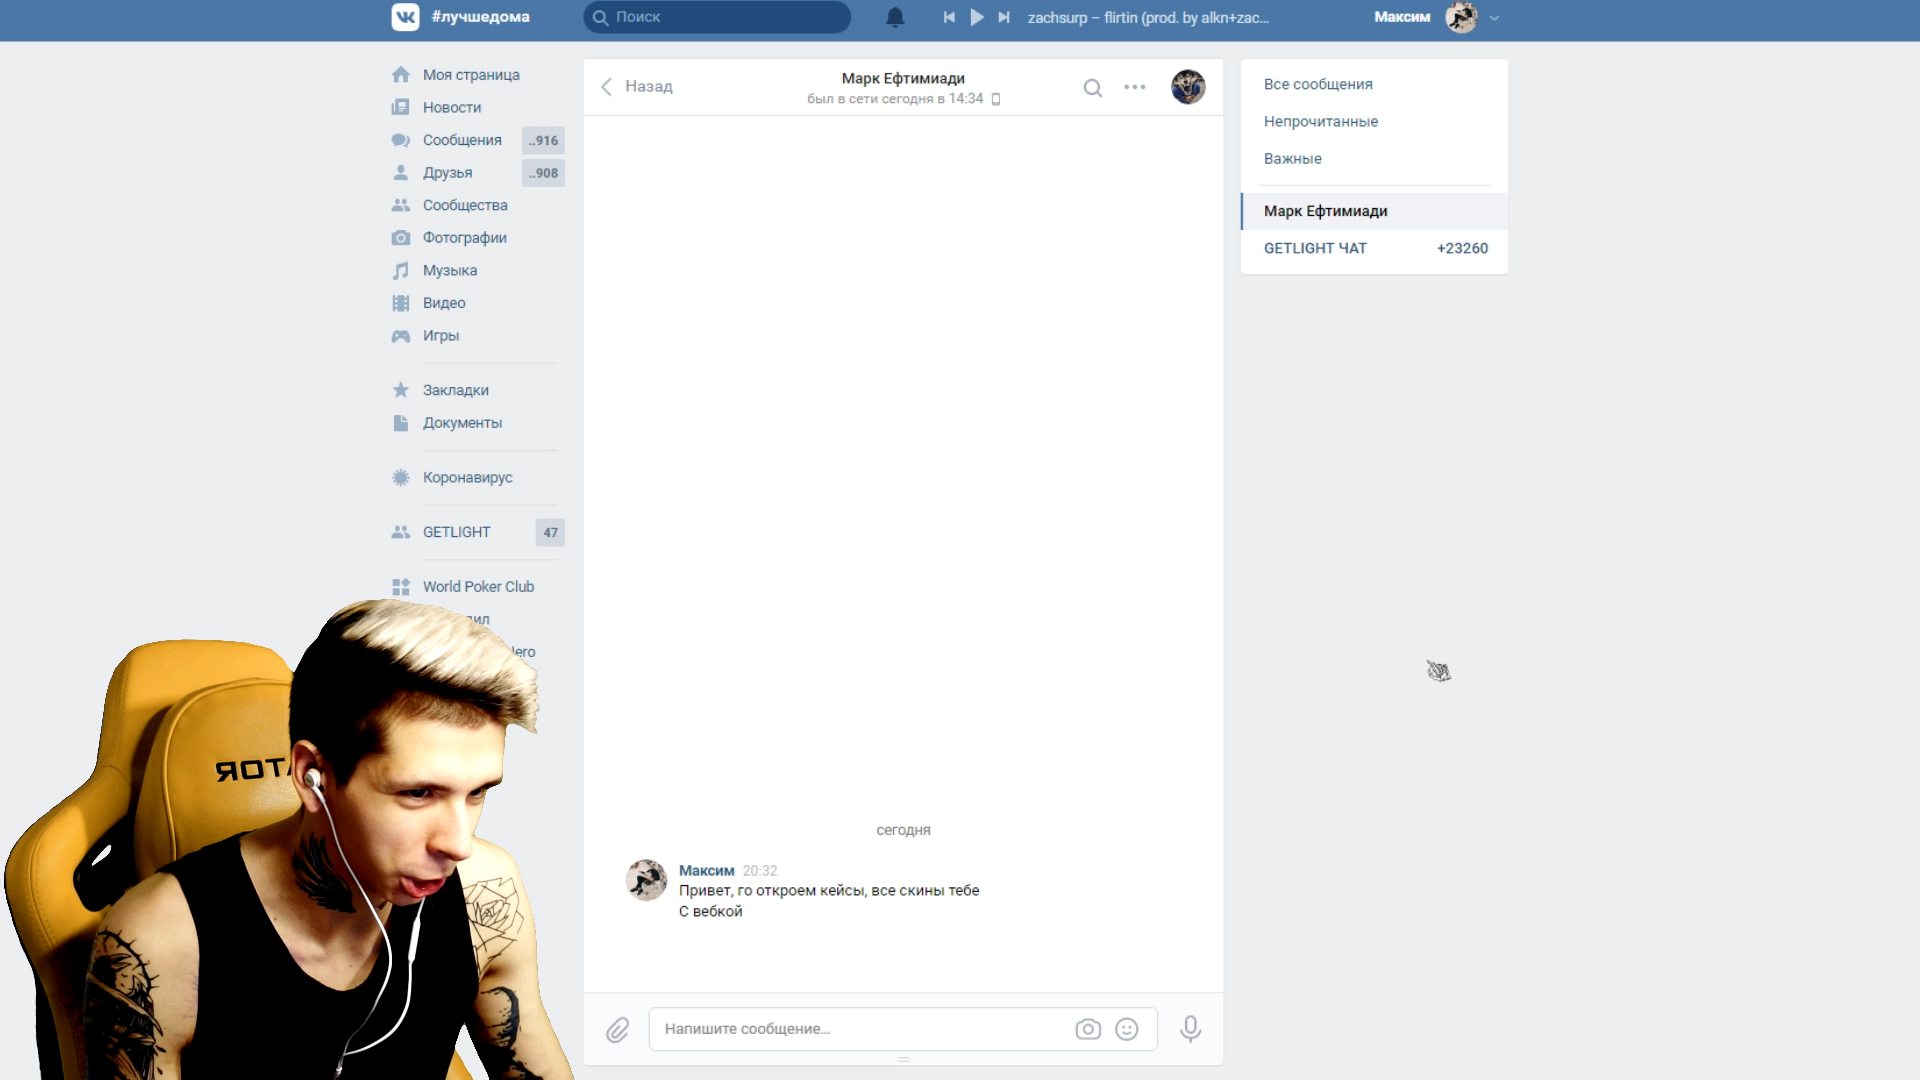 #лучшедома
Поиск
zachsurp – flirtin (prod. by alkn+zac...
Максим
Моя страница
Новости
Сообщения ..916
Друзья ..908
Сообщества
Фотографии
Музыка
Видео
Игры
Закладки
Документы
Коронавирус
GETLIGHT 47
World Poker Club
Назад
Марк Ефтимиади
был в сети сегодня в 14:34
сегодня
Максим 20:32
Привет, го откроем кейсы, все скины тебе
С вебкой
Напишите сообщение...
Все сообщения
Непрочитанные
Важные
Марк Ефтимиади
GETLIGHT ЧАТ +23260